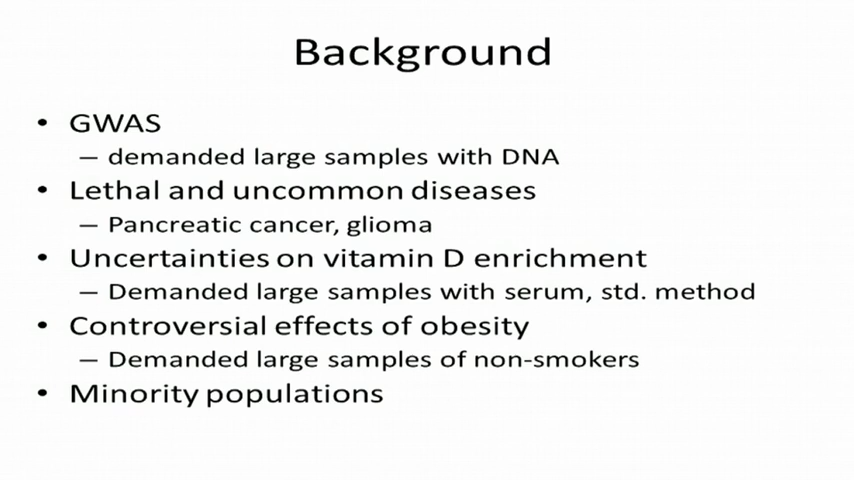 Background
• GWAS
– demanded large samples with DNA
• Lethal and uncommon diseases
– Pancreatic cancer, glioma
• Uncertainties on vitamin D enrichment
– Demanded large samples with serum, std. method
• Controversial effects of obesity
– Demanded large samples of non-smokers
• Minority populations